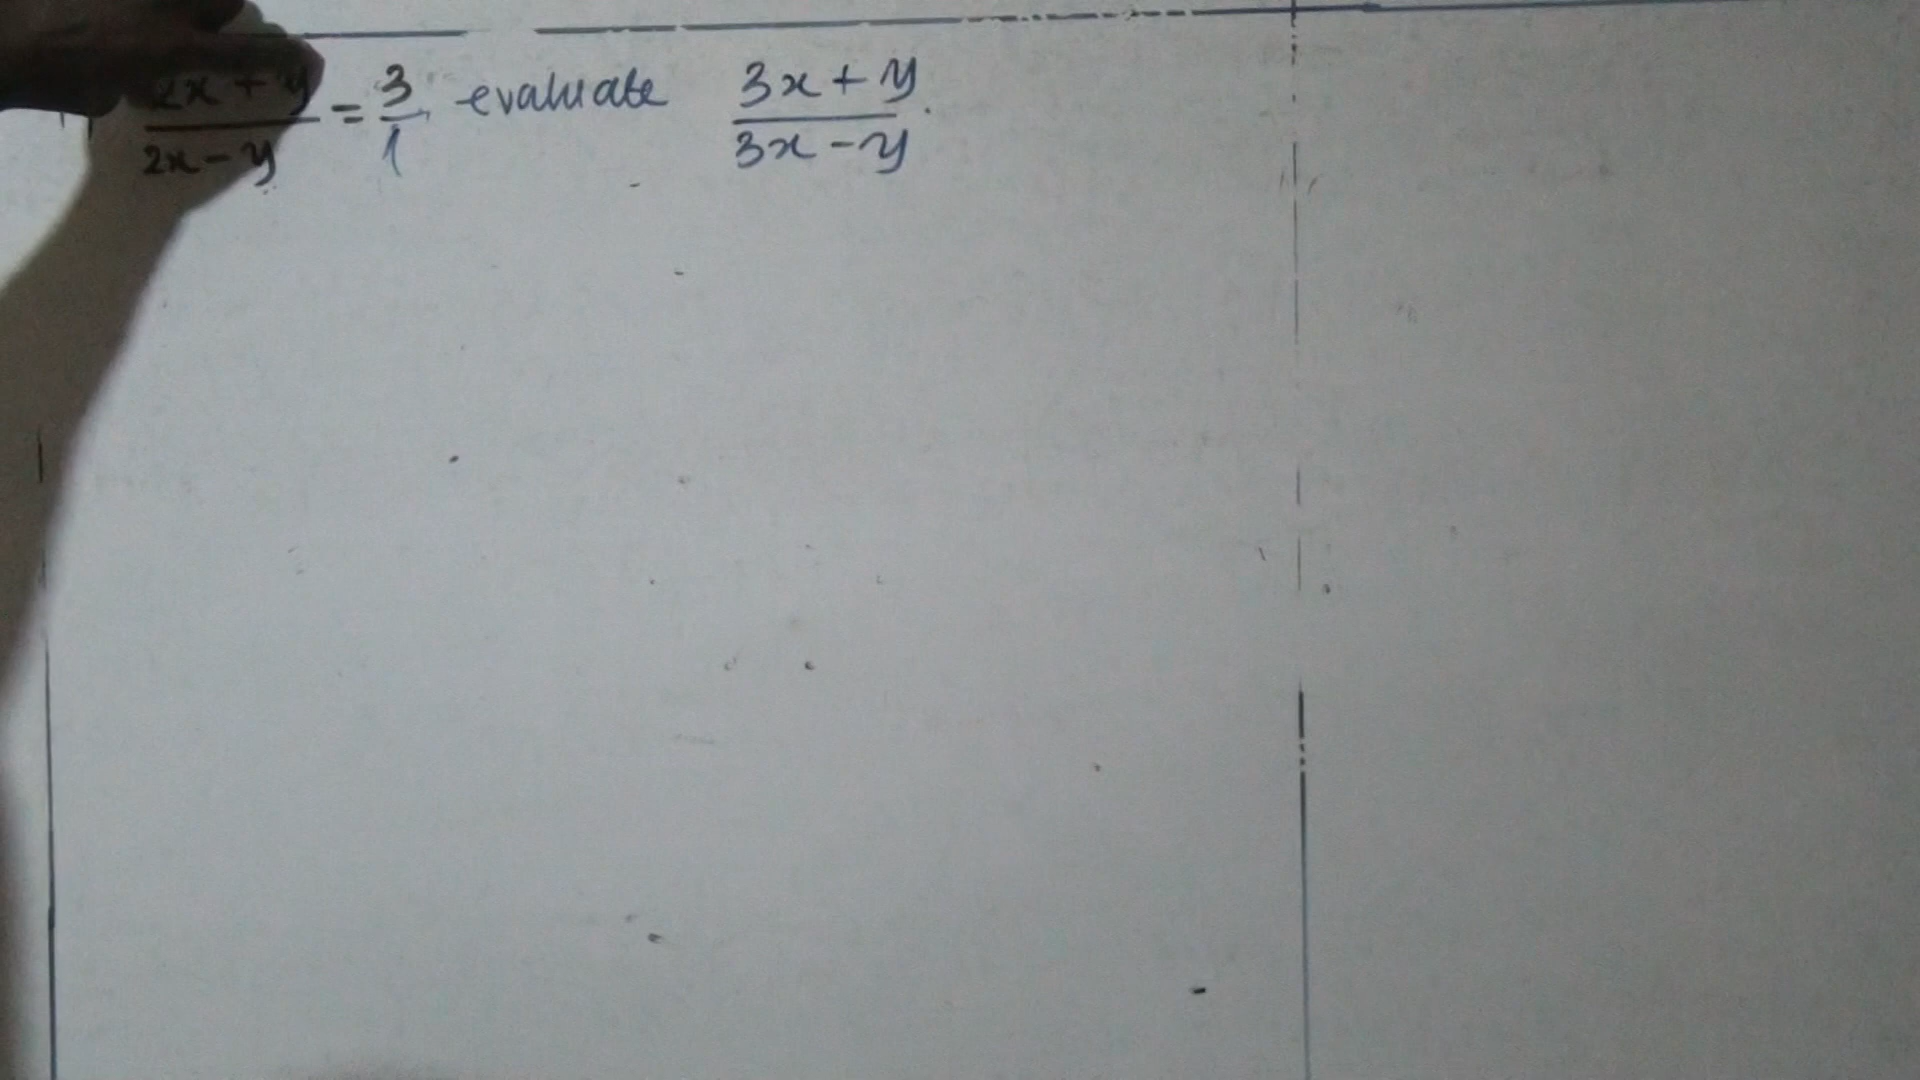 2x + y / 2x - y = 3 / 1, evaluate 3x + y / 3x - y.